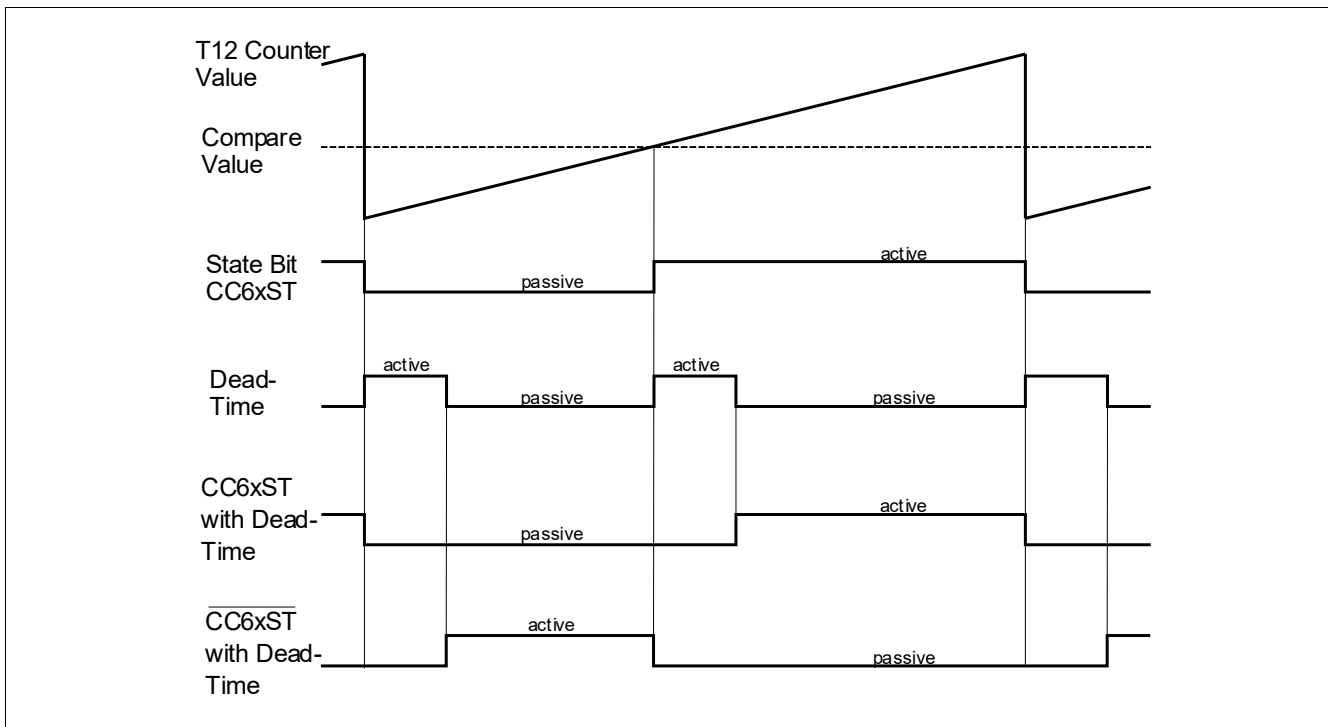 T12 Counter
Value
Compare
Value
State Bit
CC6xST
active
passive
Dead-
Time
active
active
passive
passive
CC6xST
with Dead-
Time
active
passive
C̅C̅6̅x̅S̅T̅
with Dead-
Time
active
passive